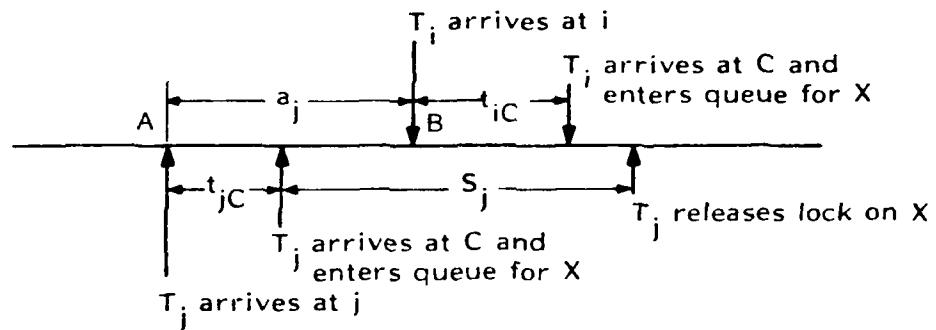 T_i arrives at i
T_i arrives at C and
enters queue for X
a_j
t_iC
A
B
t_jC
S_j
T_j releases lock on X
T_j arrives at C and
enters queue for X
T_j arrives at j